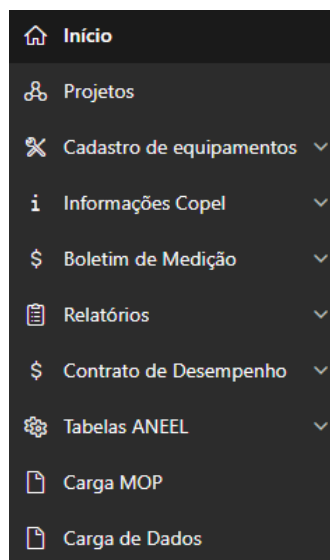 Início
Projetos
Cadastro de equipamentos
Informações Copel
Boletim de Medição
Relatórios
Contrato de Desempenho
Tabelas ANEEL
Carga MOP
Carga de Dados